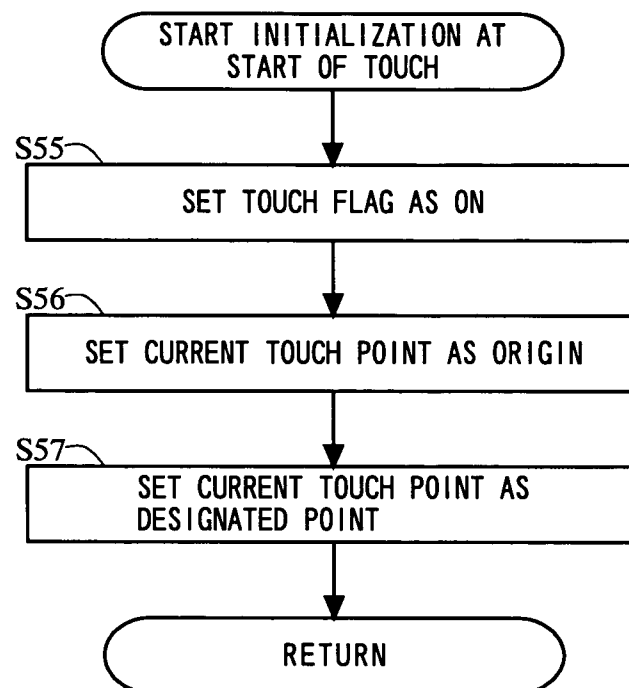 START INITIALIZATION AT
START OF TOUCH
S55
SET TOUCH FLAG AS ON
S56
SET CURRENT TOUCH POINT AS ORIGIN
S57
SET CURRENT TOUCH POINT AS
DESIGNATED POINT
RETURN